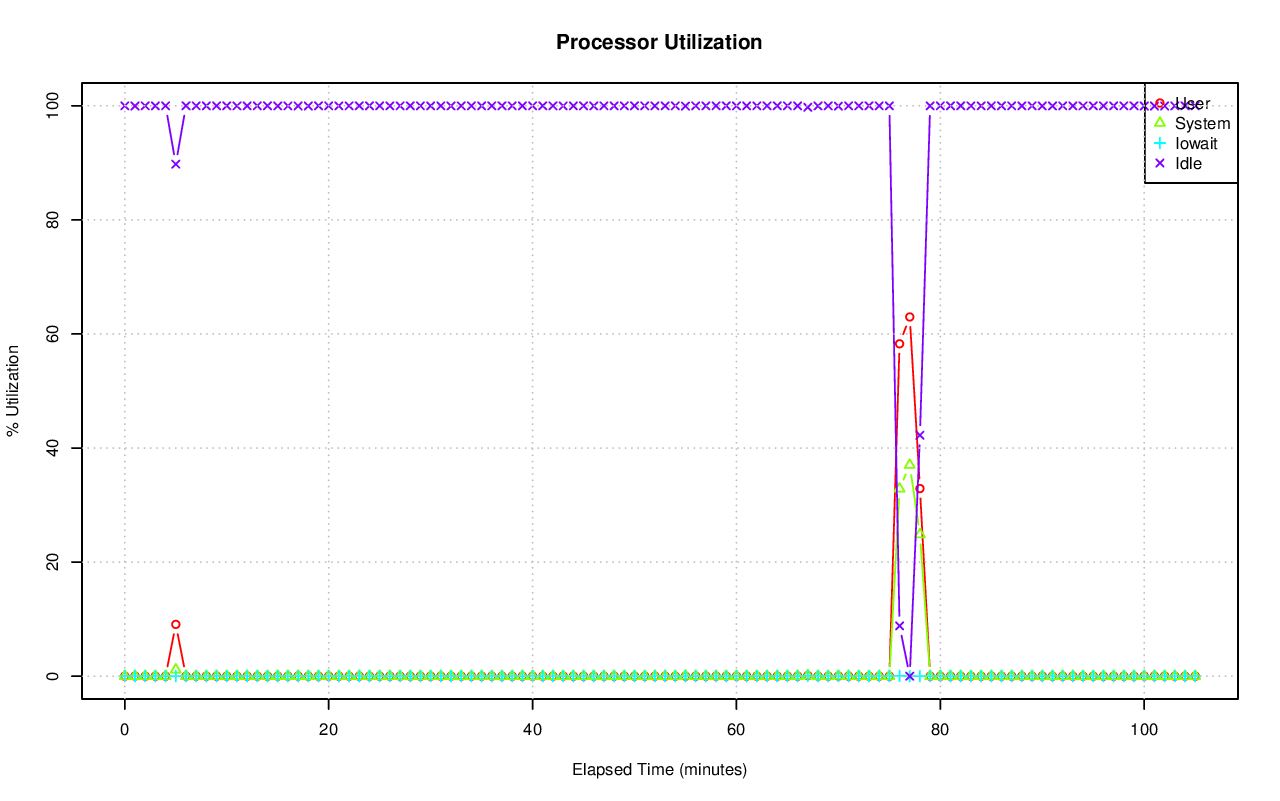 Processor Utilization
100
80
60
40
20
0
% Utilization
User
System
Iowait
Idle
0 20 40 60 80 100
Elapsed Time (minutes)